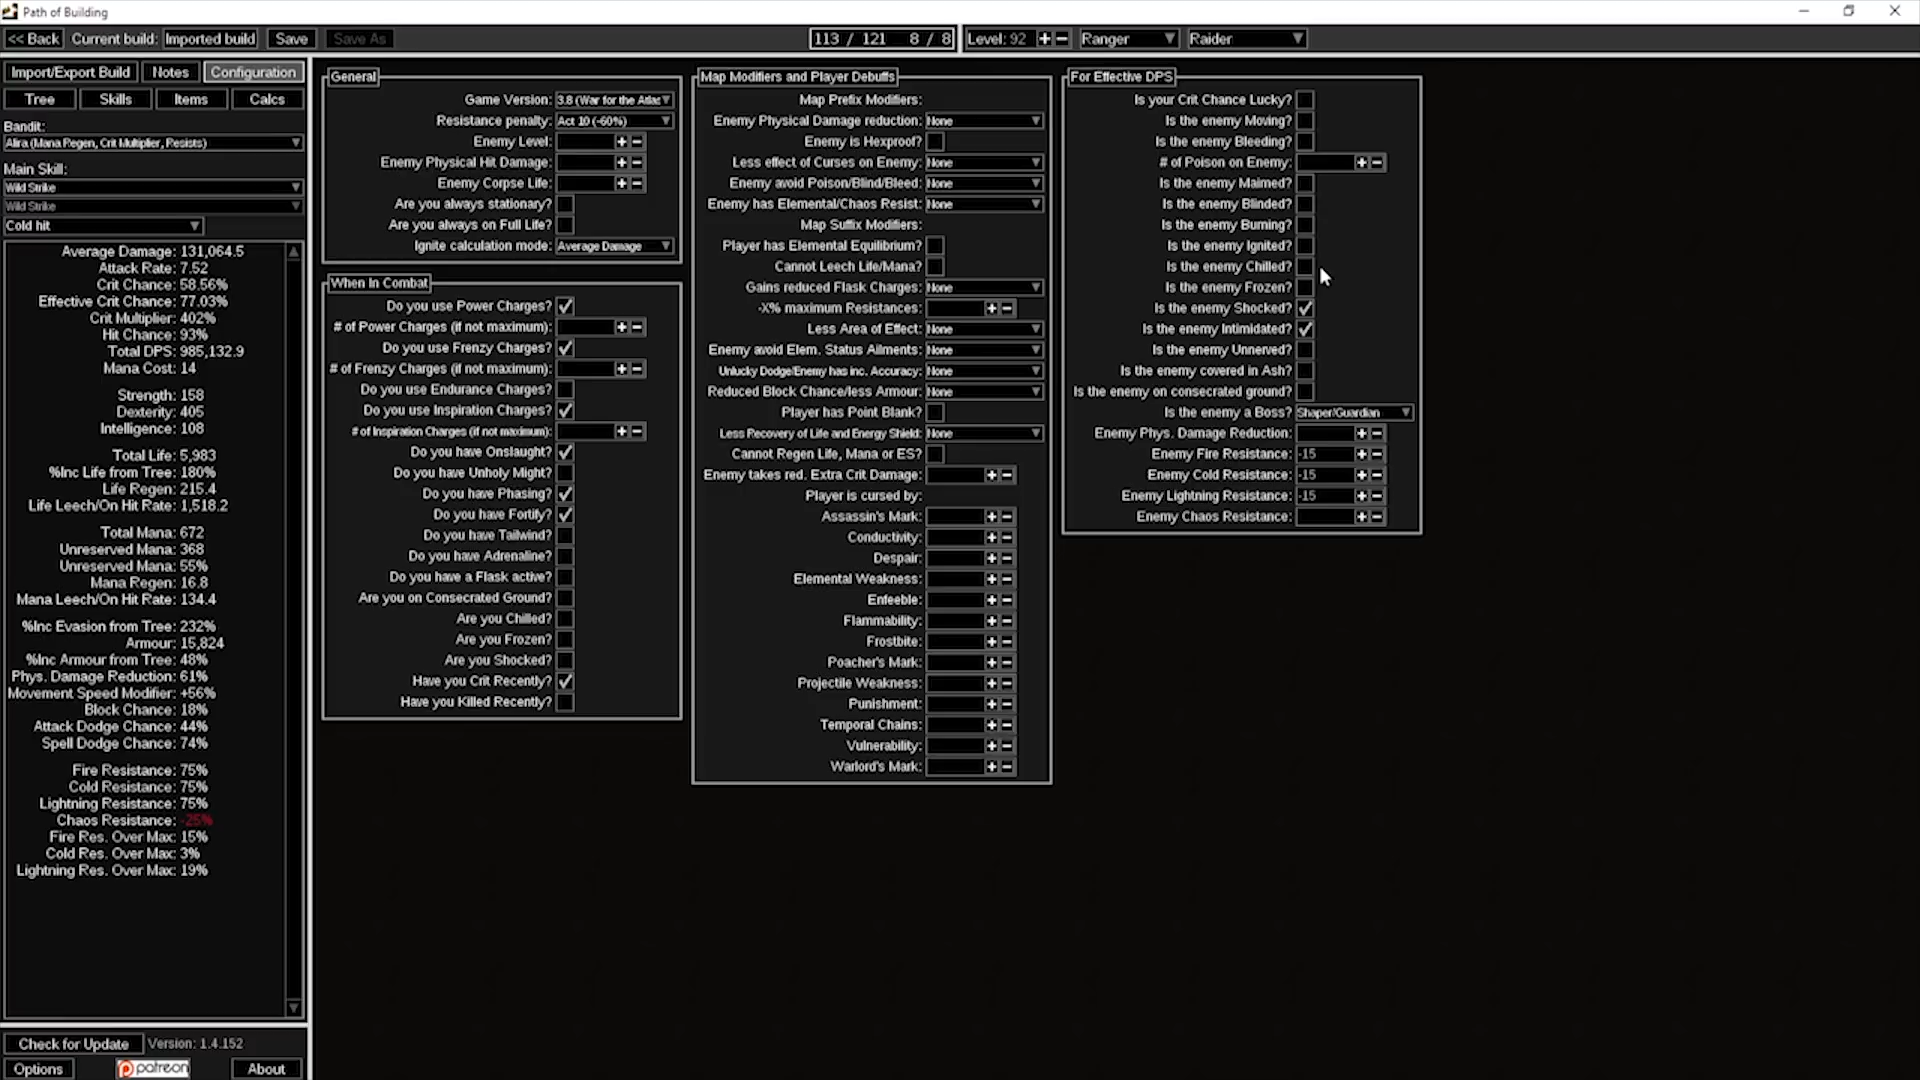 Path of Building
<< Back Current build: Imported build Save Save As 113 / 121 8 / 8 Level: 92 Ranger Raider
Import/Export Build Notes Configuration
Tree Skills Items Calcs
Bandit:
Alira (Mana Regen, Crit Multiplier, Resists)
Main Skill:
Wild Strike
Wild Strike
Cold hit
Average Damage: 131,064.5
Attack Rate: 7.52
Crit Chance: 58.56%
Effective Crit Chance: 77.03%
Crit Multiplier: 402%
Hit Chance: 93%
Total DPS: 985,132.9
Mana Cost: 14
Strength: 158
Dexterity: 405
Intelligence: 108
Total Life: 5,983
%Inc Life from Tree: 180%
Life Regen: 215.4
Life Leech/On Hit Rate: 1,518.2
Total Mana: 672
Unreserved Mana: 368
Unreserved Mana: 55%
Mana Regen: 16.8
Mana Leech/On Hit Rate: 134.4
%Inc Evasion from Tree: 232%
Armour: 15,824
%Inc Armour from Tree: 48%
Phys. Damage Reduction: 61%
Movement Speed Modifier: +56%
Block Chance: 18%
Attack Dodge Chance: 44%
Spell Dodge Chance: 74%
Fire Resistance: 75%
Cold Resistance: 75%
Lightning Resistance: 75%
Chaos Resistance: -25%
Fire Res. Over Max: 15%
Cold Res. Over Max: 3%
Lightning Res. Over Max: 19%
Check for Update Version: 1.4.152
Options patreon About
General
Game Version: 3.8 (War for the Atlas
Resistance penalty: Act 10 (-60%)
Enemy Level:
Enemy Physical Hit Damage:
Enemy Corpse Life:
Are you always stationary?
Are you always on Full Life?
Ignite calculation mode: Average Damage
When In Combat
Do you use Power Charges?
# of Power Charges (if not maximum):
Do you use Frenzy Charges?
# of Frenzy Charges (if not maximum):
Do you use Endurance Charges?
Do you use Inspiration Charges?
# of Inspiration Charges (if not maximum):
Do you have Onslaught?
Do you have Unholy Might?
Do you have Phasing?
Do you have Fortify?
Do you have Tailwind?
Do you have Adrenaline?
Do you have a Flask active?
Are you on Consecrated Ground?
Are you Chilled?
Are you Frozen?
Are you Shocked?
Have you Crit Recently?
Have you Killed Recently?
Map Modifiers and Player Debuffs
Map Prefix Modifiers:
Enemy Physical Damage reduction: None
Enemy is Hexproof?
Less effect of Curses on Enemy: None
Enemy avoid Poison/Blind/Bleed: None
Enemy has Elemental/Chaos Resist: None
Map Suffix Modifiers:
Player has Elemental Equilibrium?
Cannot Leech Life/Mana?
Gains reduced Flask Charges: None
-X% maximum Resistances:
Less Area of Effect: None
Enemy avoid Elem. Status Ailments: None
Unlucky Dodge/Enemy has inc. Accuracy: None
Reduced Block Chance/less Armour: None
Player has Point Blank?
Less Recovery of Life and Energy Shield: None
Cannot Regen Life, Mana or ES?
Enemy takes red. Extra Crit Damage:
Player is cursed by:
Assassin's Mark:
Conductivity:
Despair:
Elemental Weakness:
Enfeeble:
Flammability:
Frostbite:
Poacher's Mark:
Projectile Weakness:
Punishment:
Temporal Chains:
Vulnerability:
Warlord's Mark:
For Effective DPS
Is your Crit Chance Lucky?
Is the enemy Moving?
Is the enemy Bleeding?
# of Poison on Enemy:
Is the enemy Maimed?
Is the enemy Blinded?
Is the enemy Burning?
Is the enemy Ignited?
Is the enemy Chilled?
Is the enemy Frozen?
Is the enemy Shocked?
Is the enemy Intimidated?
Is the enemy Unnerved?
Is the enemy covered in Ash?
Is the enemy on consecrated ground?
Is the enemy a Boss? Shaper/Guardian
Enemy Phys. Damage Reduction:
Enemy Fire Resistance: -15
Enemy Cold Resistance: -15
Enemy Lightning Resistance: -15
Enemy Chaos Resistance: